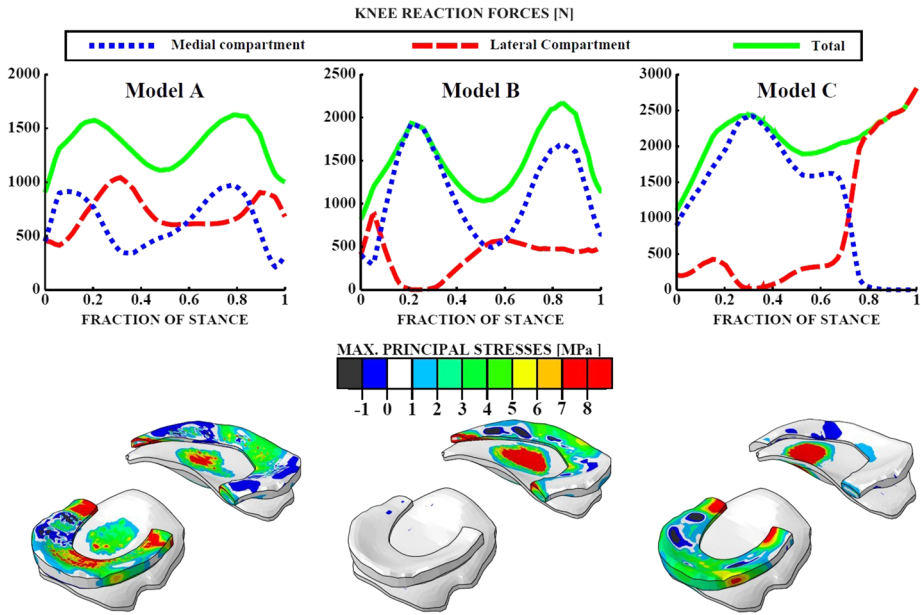 KNEE REACTION FORCES [N]
Medial compartment Lateral Compartment Total
Model A
2000
1500
1000
500
0
0 0.2 0.4 0.6 0.8 1
FRACTION OF STANCE
Model B
2500
2000
1500
1000
500
0
0 0.2 0.4 0.6 0.8 1
FRACTION OF STANCE
Model C
3000
2500
2000
1500
1000
500
0
0 0.2 0.4 0.6 0.8 1
FRACTION OF STANCE
MAX. PRINCIPAL STRESSES [MPa ]
-1 0 1 2 3 4 5 6 7 8